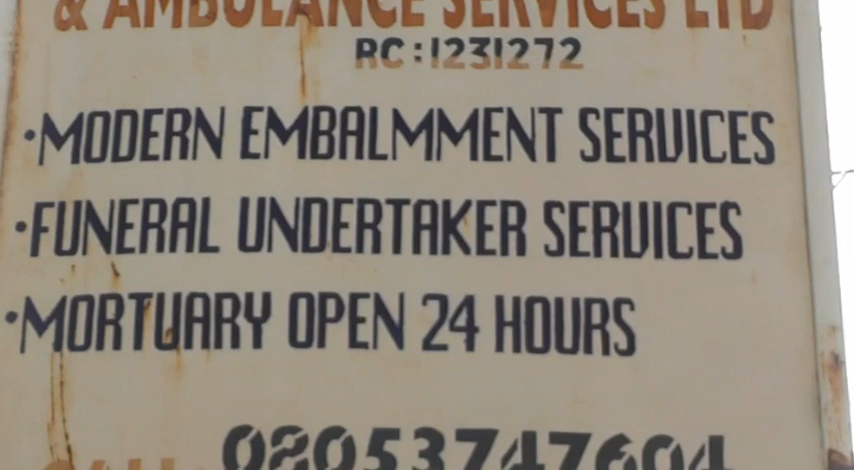 & AMBULANCE SERVICES LTD
RC:1231272
•MODERN EMBALMMENT SERVICES
•FUNERAL UNDERTAKER SERVICES
•MORTUARY OPEN 24 HOURS
08053747604